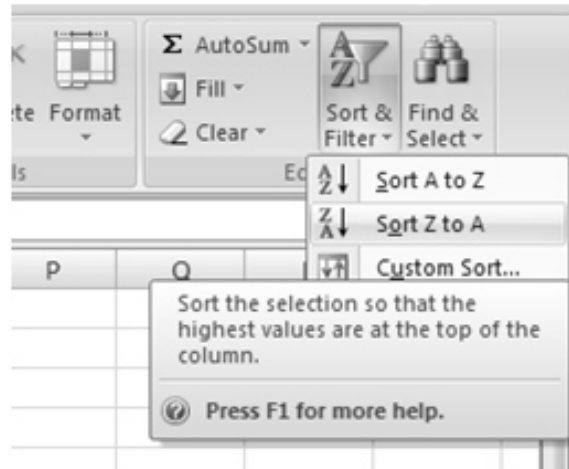 Σ AutoSum
Fill
Clear
te Format
Sort & Filter
Find & Select
ls
Ed
Sort A to Z
Sort Z to A
Custom Sort...
P Q
Sort the selection so that the
highest values are at the top of the
column.
Press F1 for more help.